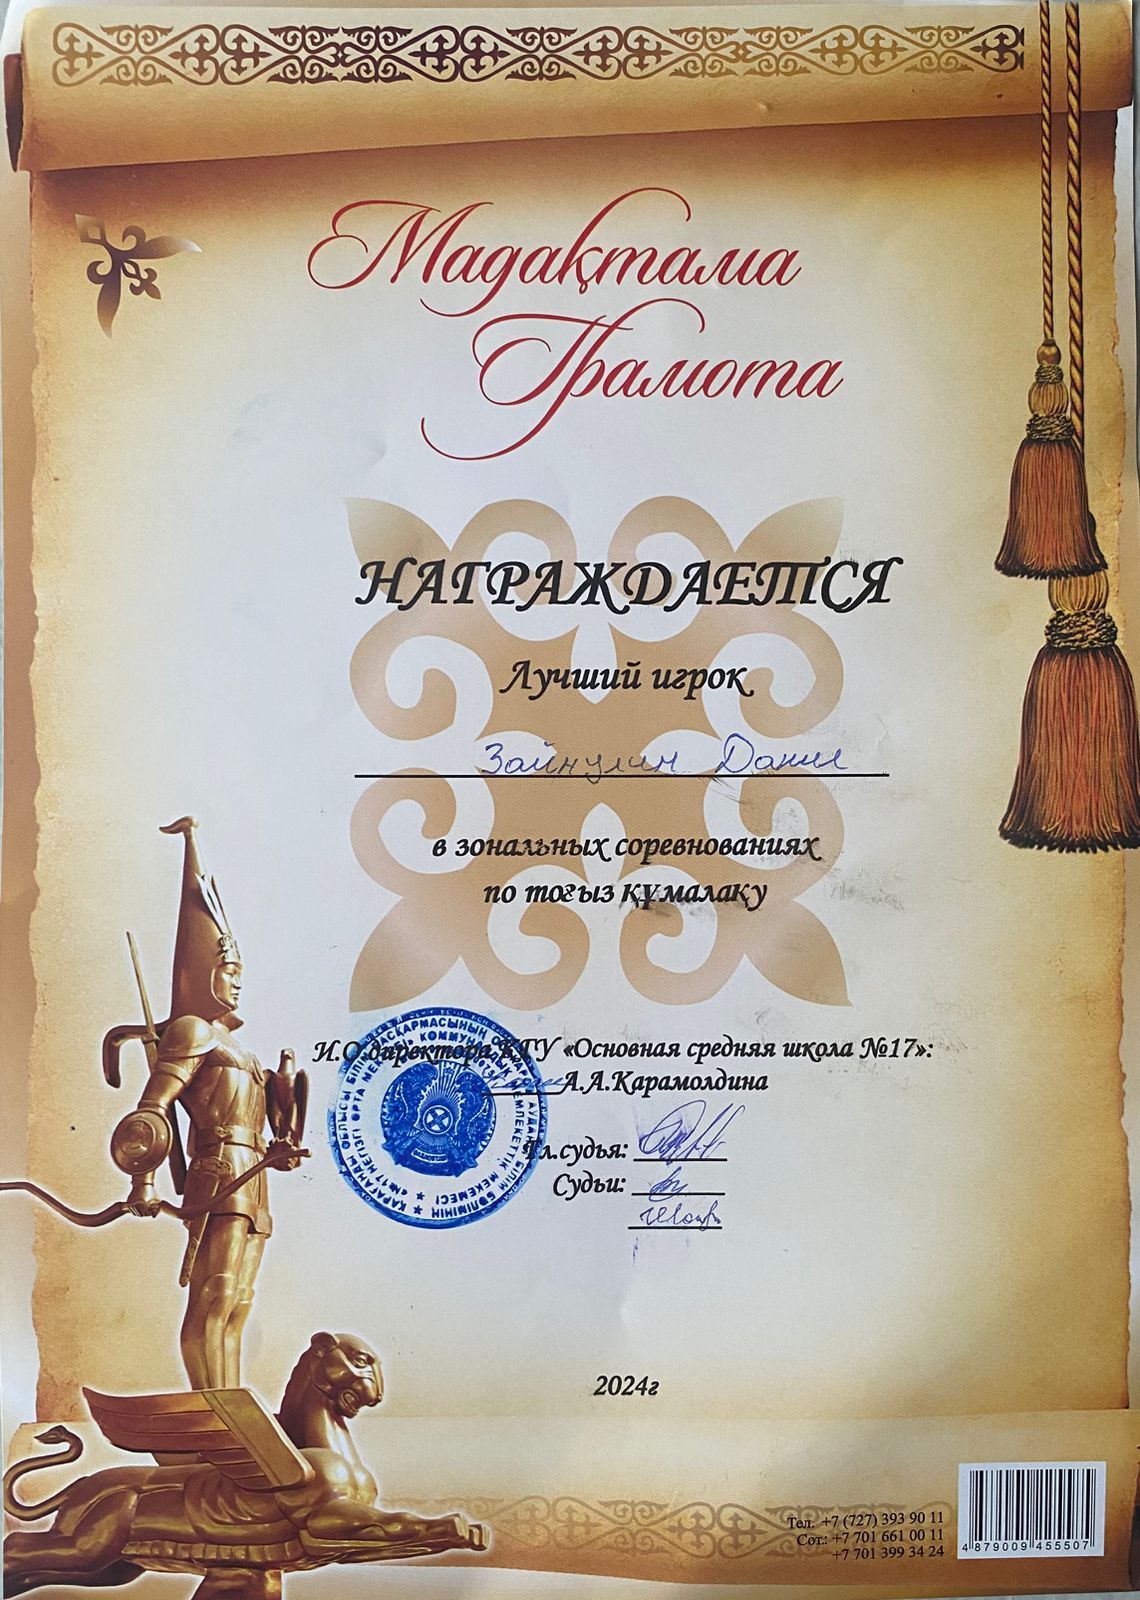 Мадақтама
Грамота
НАГРАЖДАЕТСЯ
Лучший игрок
Зайнулин Данил
в зональных соревнованиях
по тоғыз құмалақу
И.О.директора КГУ «Основная средняя школа №17»:
А.А.Карамолдина
Гл.судья:
Судьи:
2024г
Тел. +7 (727) 393 90 11
Сот.: +7 701 661 00 11
+7 701 399 34 24
4 879009 455507